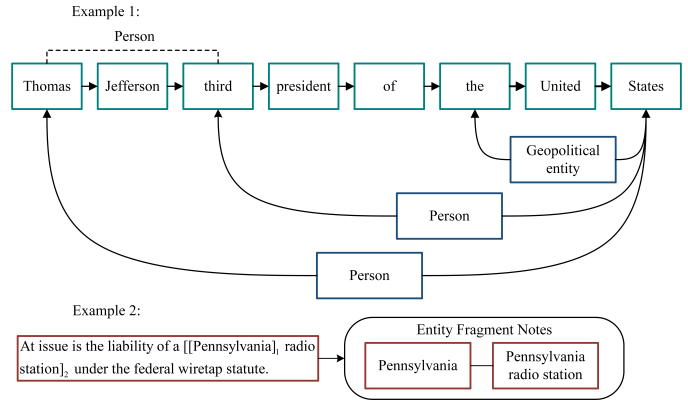 Example 1:
Person
Thomas Jefferson third president of the United States
Geopolitical
entity
Person
Person
Example 2:
At issue is the liability of a [[Pennsylvania]₁ radio
station]₂ under the federal wiretap statute.
Entity Fragment Notes
Pennsylvania
Pennsylvania
radio station